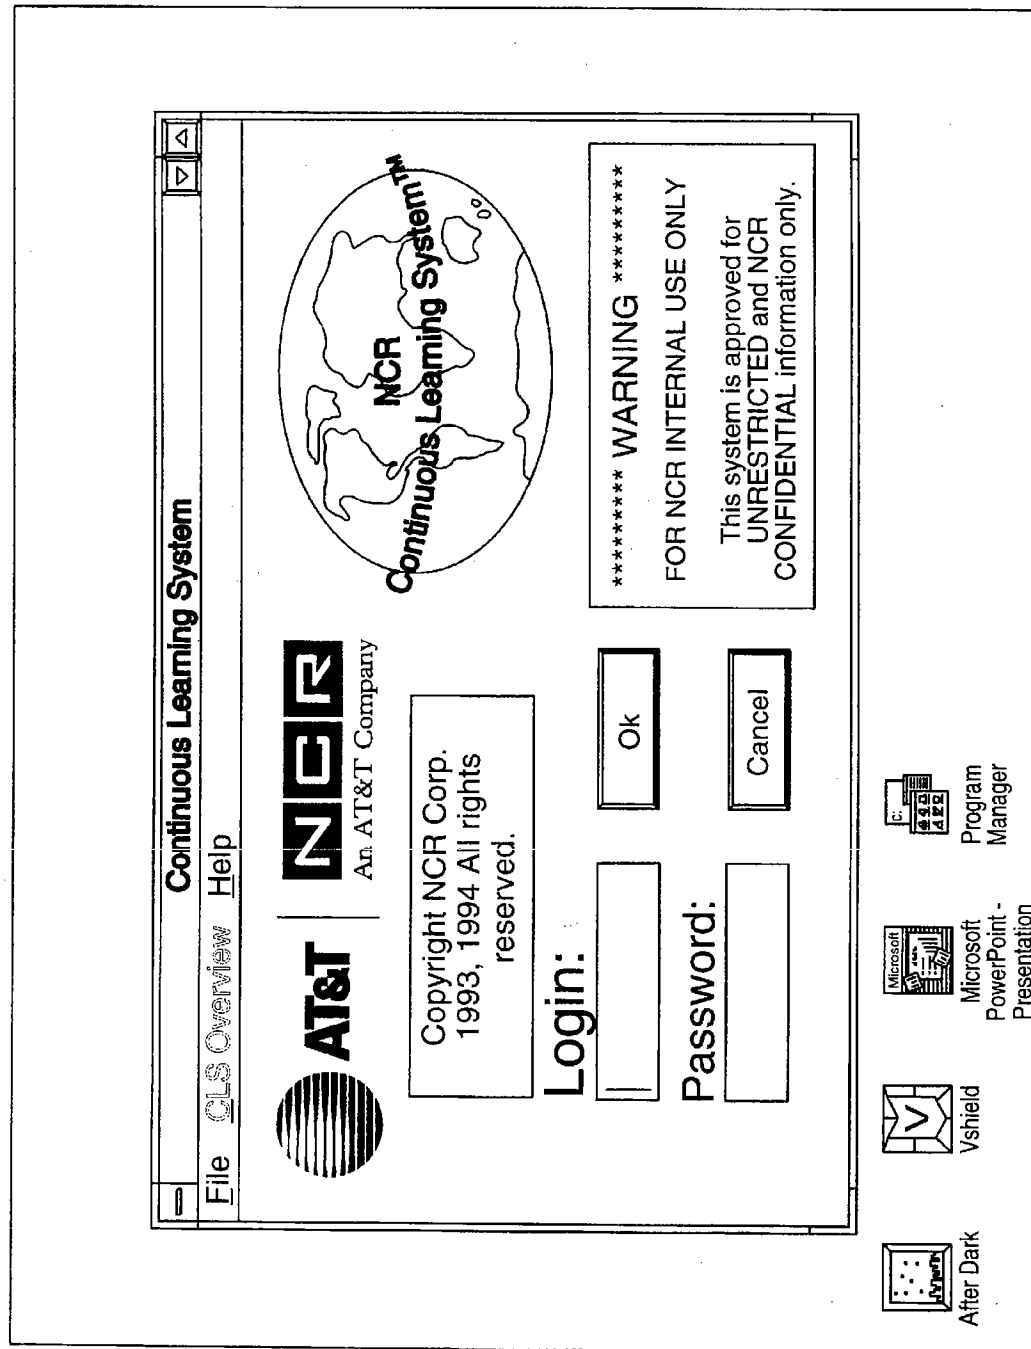 Continuous Learning System
File CLS Overview Help
AT&T
NCR
An AT&T Company
NCR
Continuous Learning System™
Copyright NCR Corp.
1993, 1994 All rights
reserved.
Login:
Password:
Ok
Cancel
********* WARNING *********
FOR NCR INTERNAL USE ONLY
This system is approved for
UNRESTRICTED and NCR
CONFIDENTIAL information only.
After Dark
V
Vshield
Microsoft
Microsoft
PowerPoint -
Presentation
C:
Program
Manager